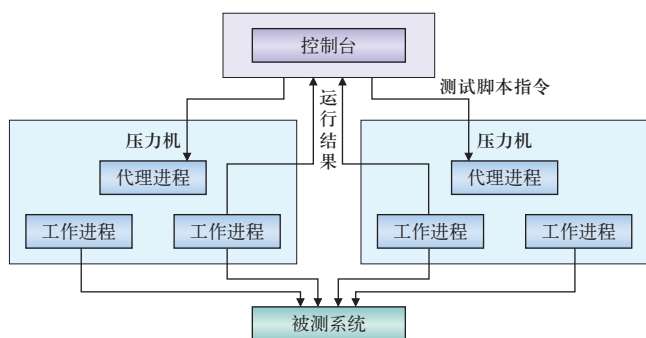 控制台
测试脚本指令
运行结果
压力机
压力机
代理进程
代理进程
工作进程
工作进程
工作进程
工作进程
被测系统